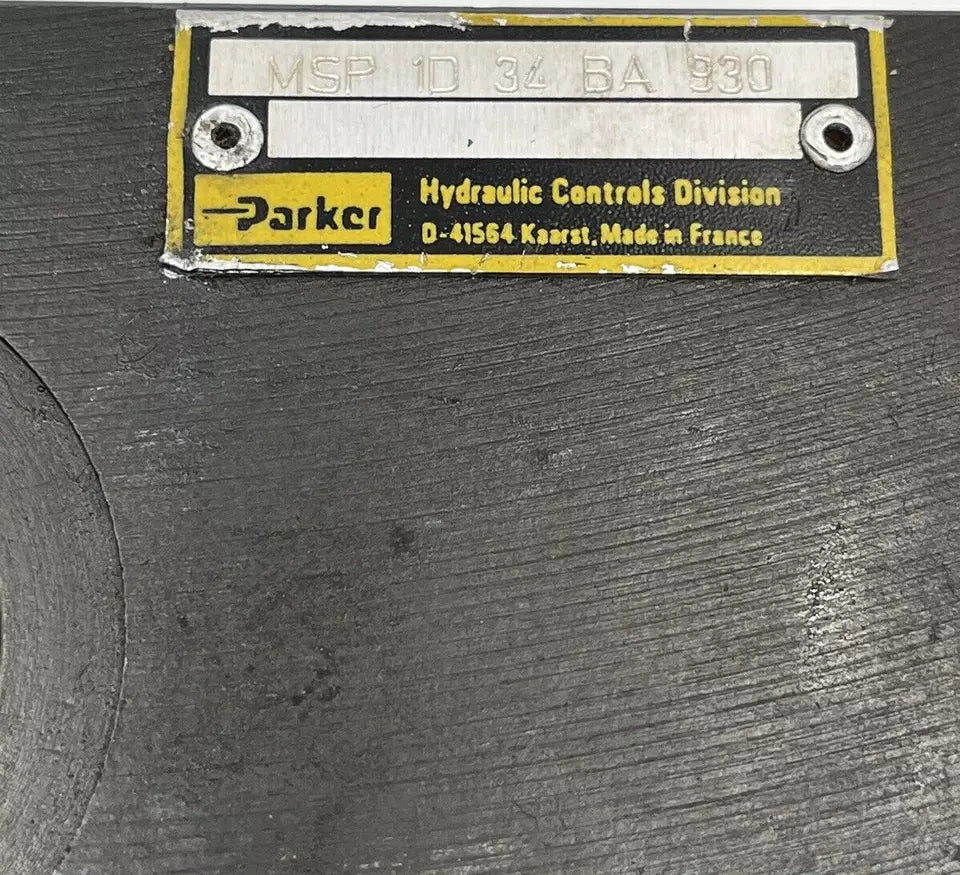 MSP 1D 34 BA 930
Parker
Hydraulic Controls Division
D-41564 Kaarst, Made in France